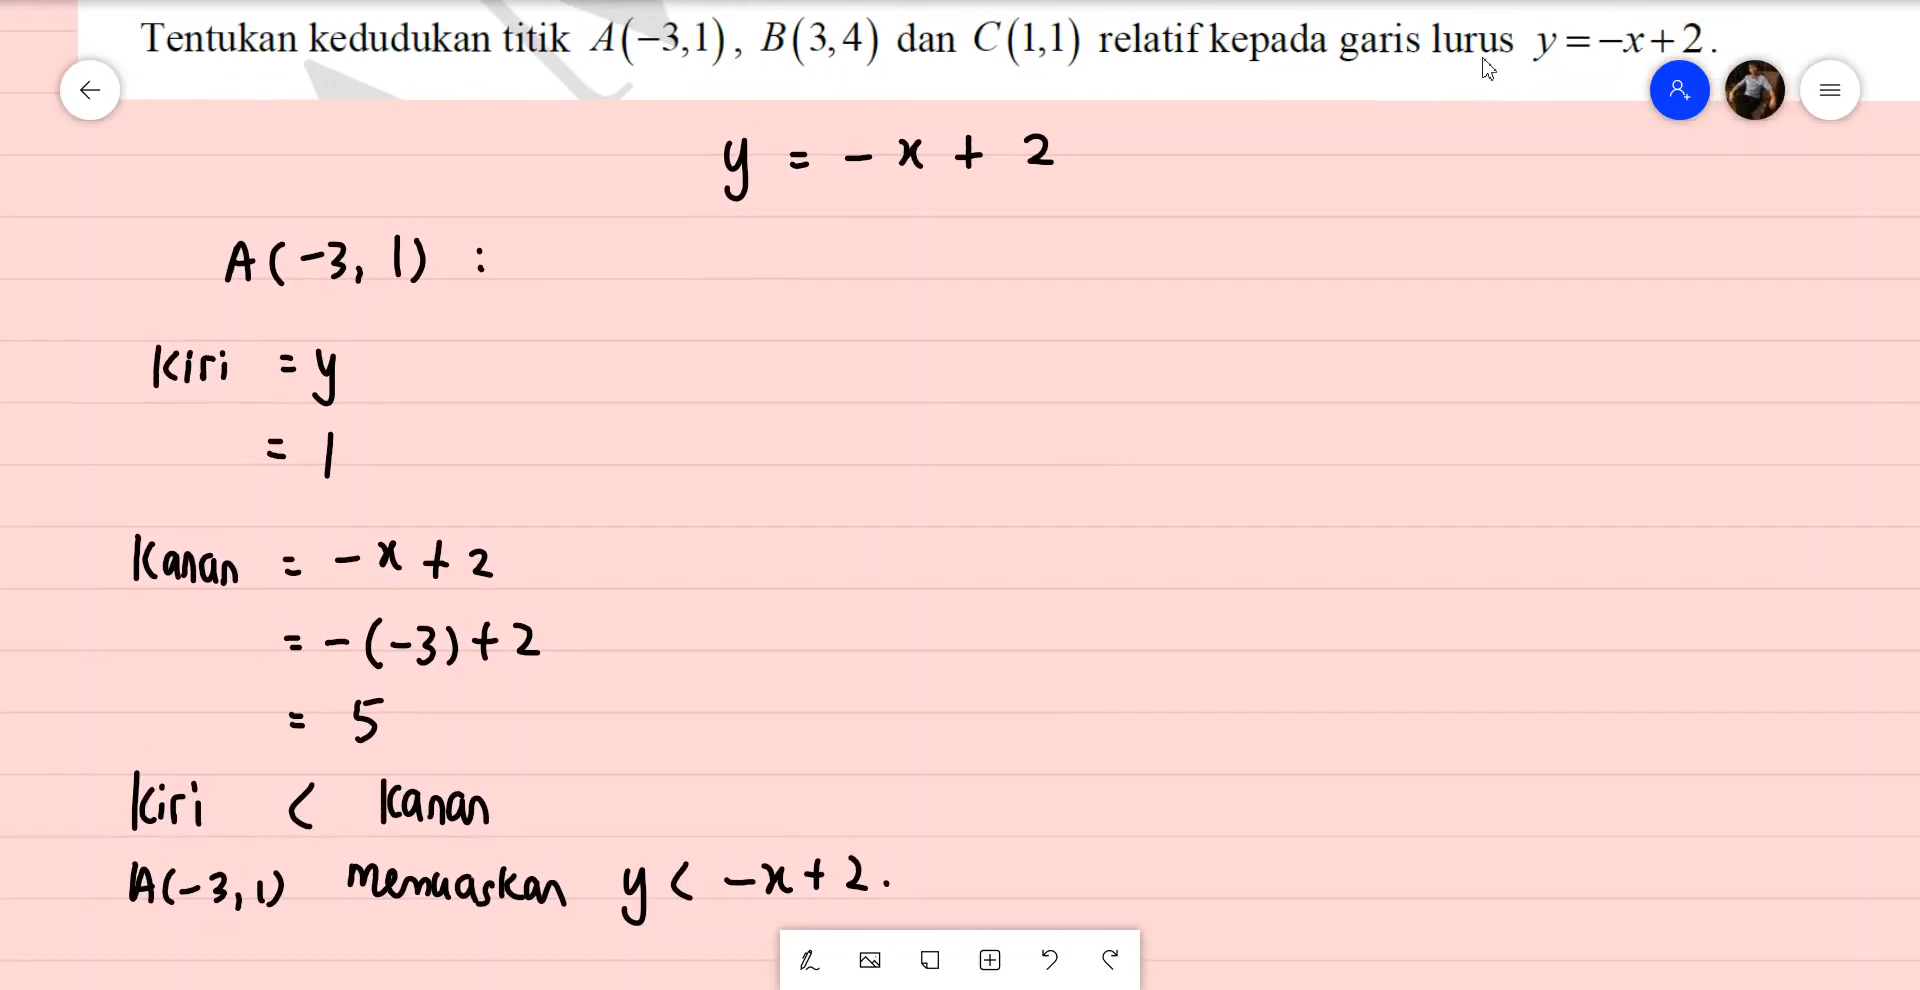 Tentukan kedudukan titik A(−3,1), B(3,4) dan C(1,1) relatif kepada garis lurus y=−x+2.
y = - x + 2
A(-3, 1) :
Kiri = y
= 1
Kanan = - x + 2
= -(-3) + 2
= 5
Kiri < Kanan
A(-3, 1) memuaskan y < -x + 2.